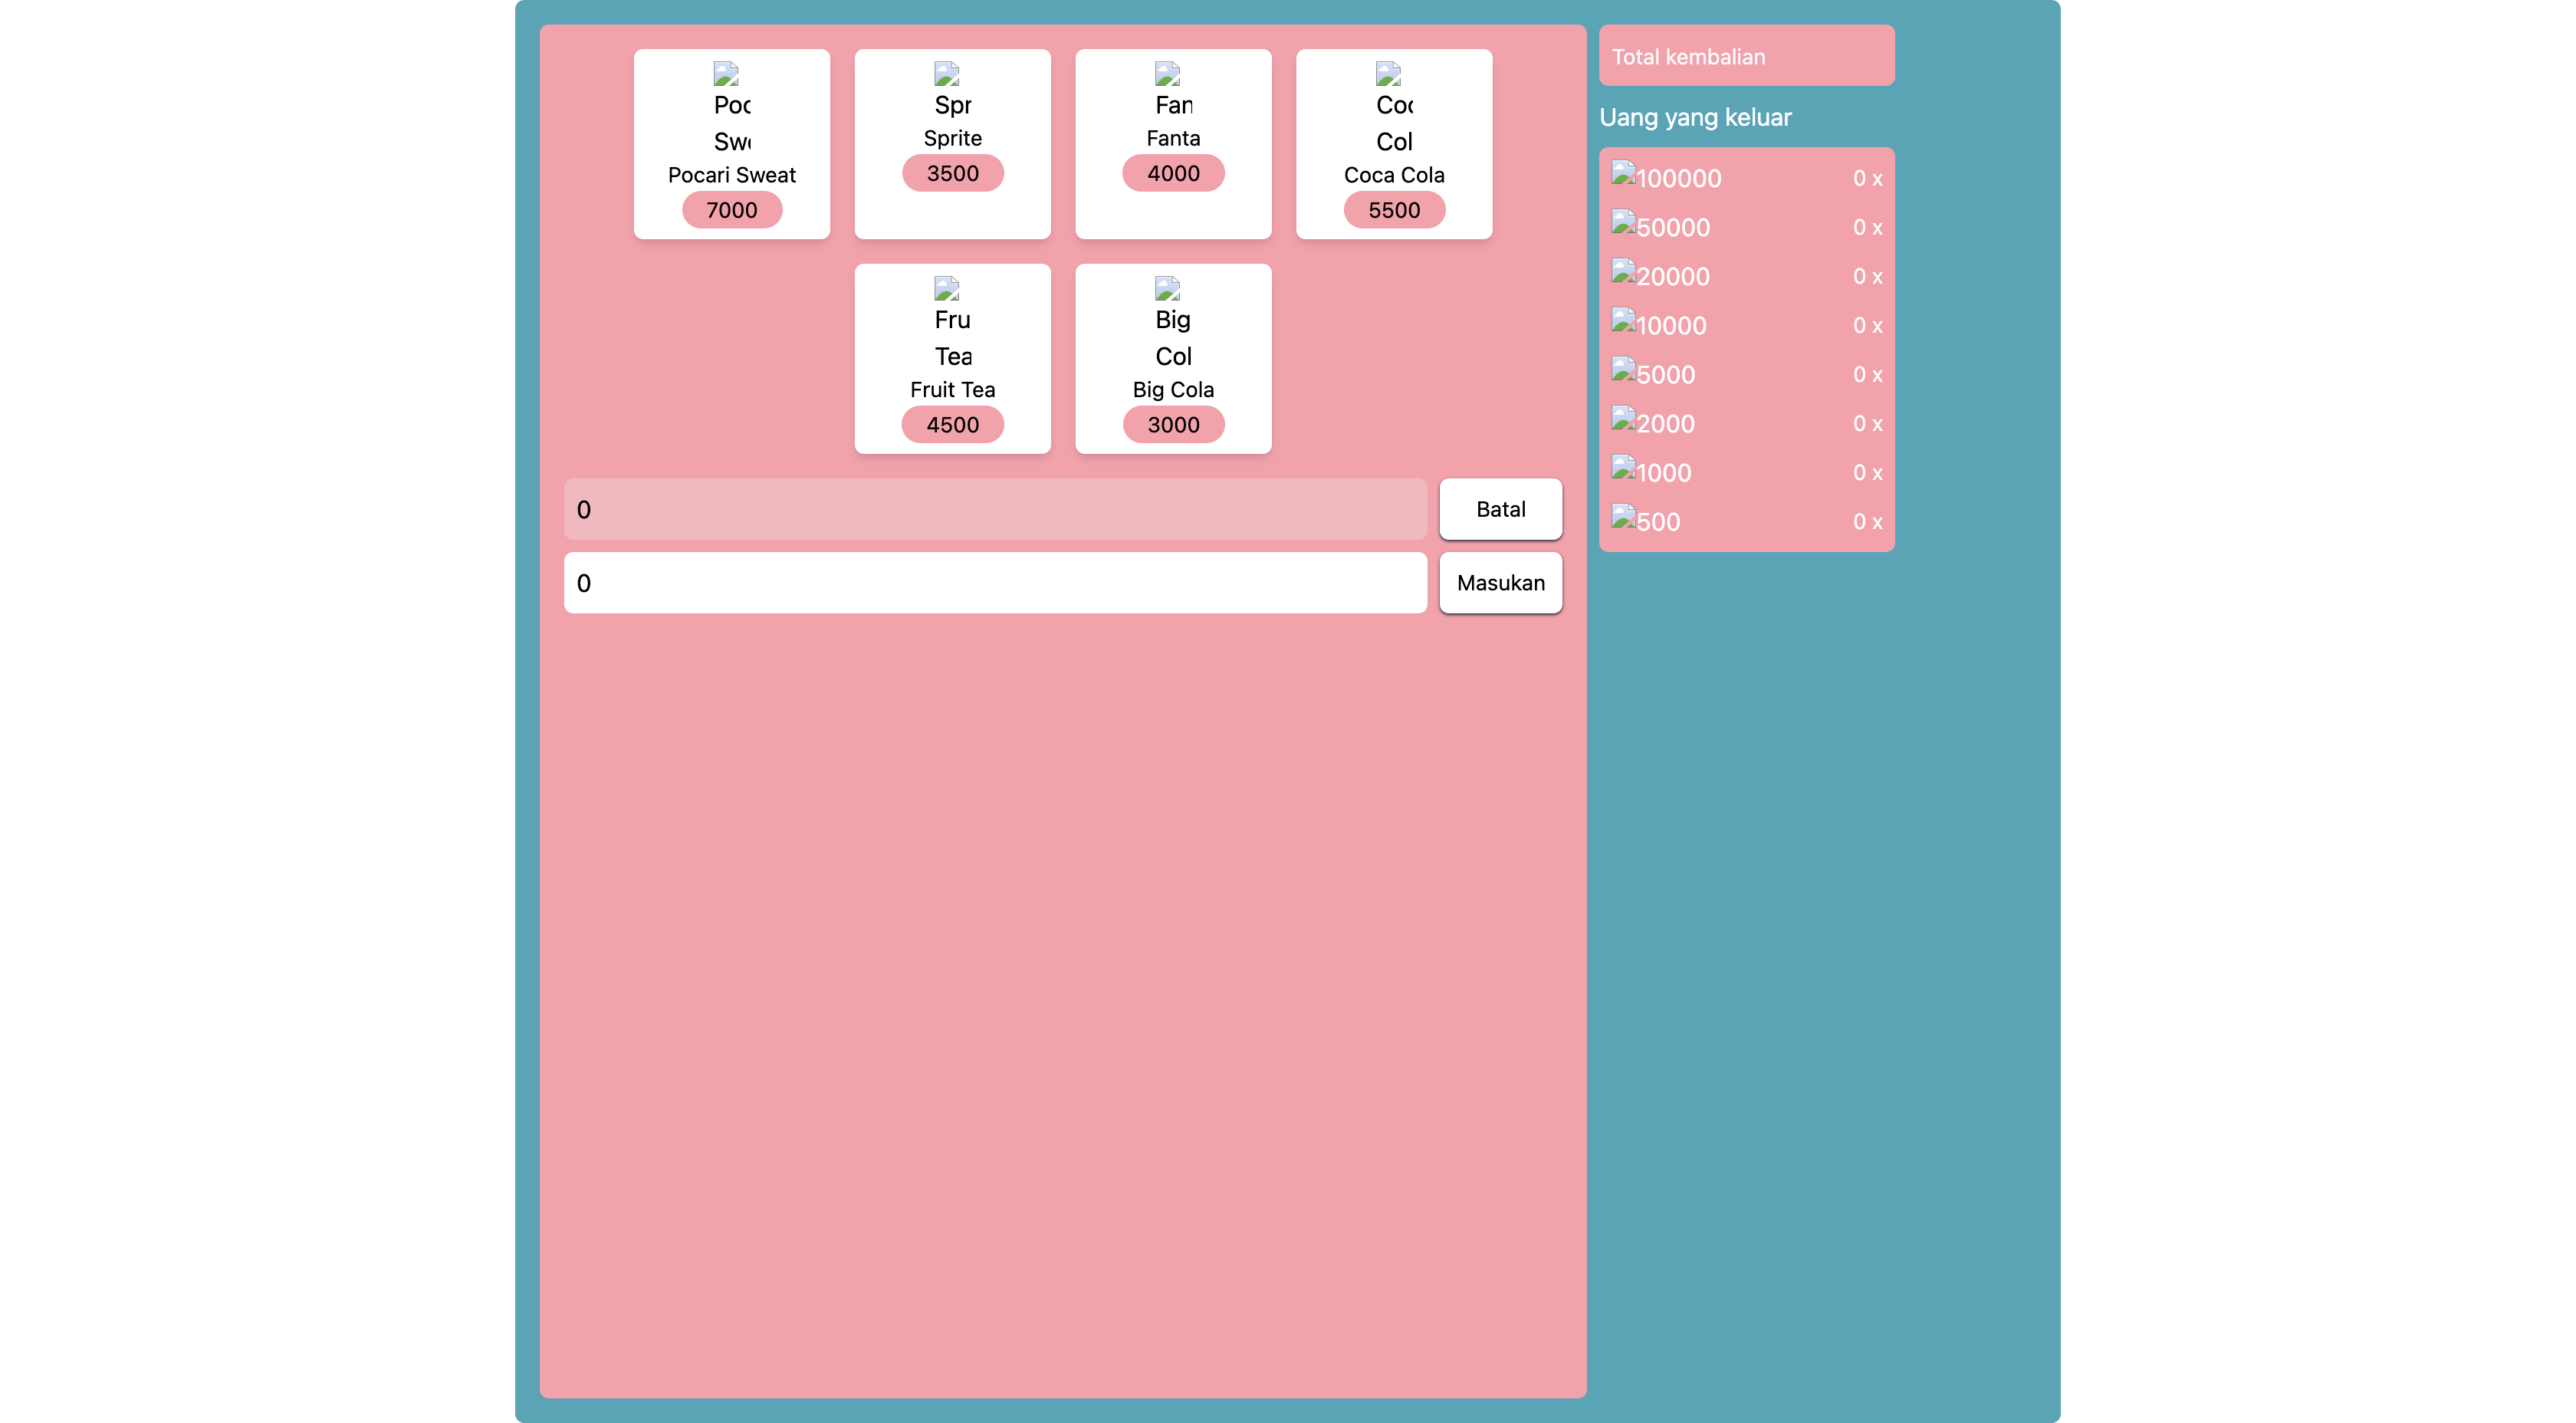 Poc
Swe
Pocari Sweat
7000
Spr
Sprite
3500
Fan
Fanta
4000
Coc
Col
Coca Cola
5500
Fru
Tea
Fruit Tea
4500
Big
Col
Big Cola
3000
0
Batal
0
Masukan
Total kembalian
Uang yang keluar
100000 0 x
50000 0 x
20000 0 x
10000 0 x
5000 0 x
2000 0 x
1000 0 x
500 0 x